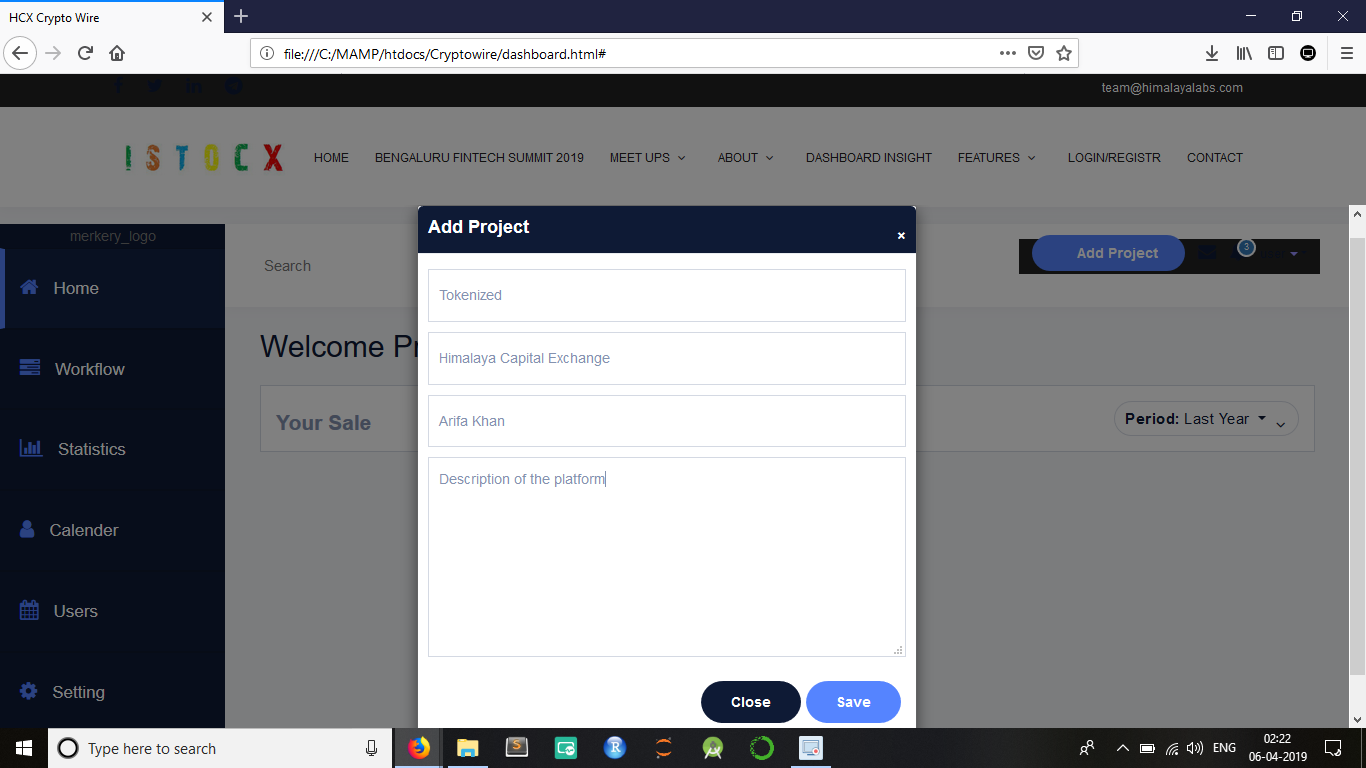 HCX Crypto Wire
file:///C:/MAMP/htdocs/Cryptowire/dashboard.html#
team@himalayalabs.com
ISTOCX
HOME BENGALURU FINTECH SUMMIT 2019 MEET UPS ABOUT DASHBOARD INSIGHT FEATURES LOGIN/REGISTR CONTACT
merkery_logo
Home
Workflow
Statistics
Calender
Users
Setting
Search
Add Project
3
Welcome Pr
Your Sale
Period: Last Year
Add Project
×
Tokenized
Himalaya Capital Exchange
Arifa Khan
Description of the platform
Close Save
Type here to search
ENG
02:22
06-04-2019